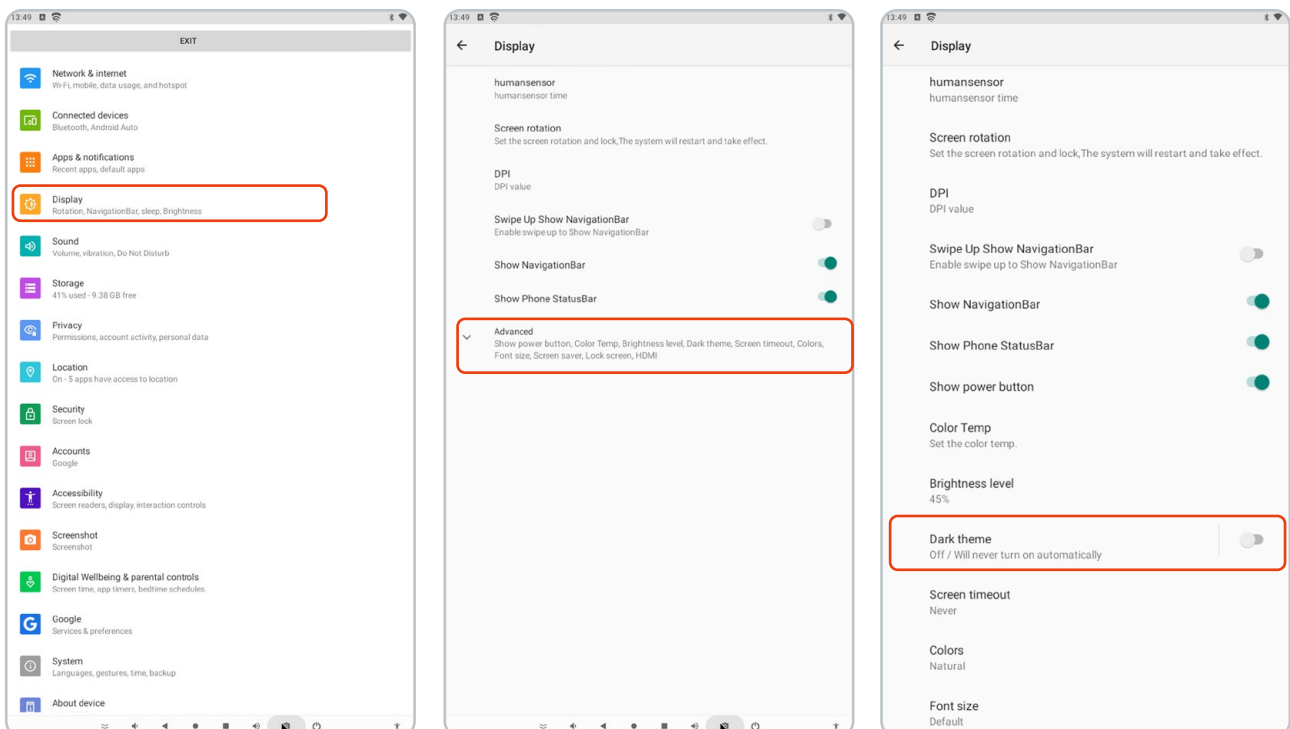 13:49
EXIT
Network & internet
Wi-Fi, mobile, data usage, and hotspot
Connected devices
Bluetooth, Android Auto
Apps & notifications
Recent apps, default apps
Display
Rotation, NavigationBar, sleep, Brightness
Sound
Volume, vibration, Do Not Disturb
Storage
41% used - 9.38 GB free
Privacy
Permissions, account activity, personal data
Location
On - 5 apps have access to location
Security
Screen lock
Accounts
Google
Accessibility
Screen readers, display, interaction controls
Screenshot
Screenshot
Digital Wellbeing & parental controls
Screen time, app timers, bedtime schedules
Google
Services & preferences
System
Languages, gestures, time, backup
About device
13:49
Display
humansensor
humansensor time
Screen rotation
Set the screen rotation and lock,The system will restart and take effect.
DPI
DPI value
Swipe Up Show NavigationBar
Enable swipe up to Show NavigationBar
Show NavigationBar
Show Phone StatusBar
Advanced
Show power button, Color Temp, Brightness level, Dark theme, Screen timeout, Colors,
Font size, Screen saver, Lock screen, HDMI
13:49
Display
humansensor
humansensor time
Screen rotation
Set the screen rotation and lock,The system will restart and take effect.
DPI
DPI value
Swipe Up Show NavigationBar
Enable swipe up to Show NavigationBar
Show NavigationBar
Show Phone StatusBar
Show power button
Color Temp
Set the color temp.
Brightness level
45%
Dark theme
Off / Will never turn on automatically
Screen timeout
Never
Colors
Natural
Font size
Default